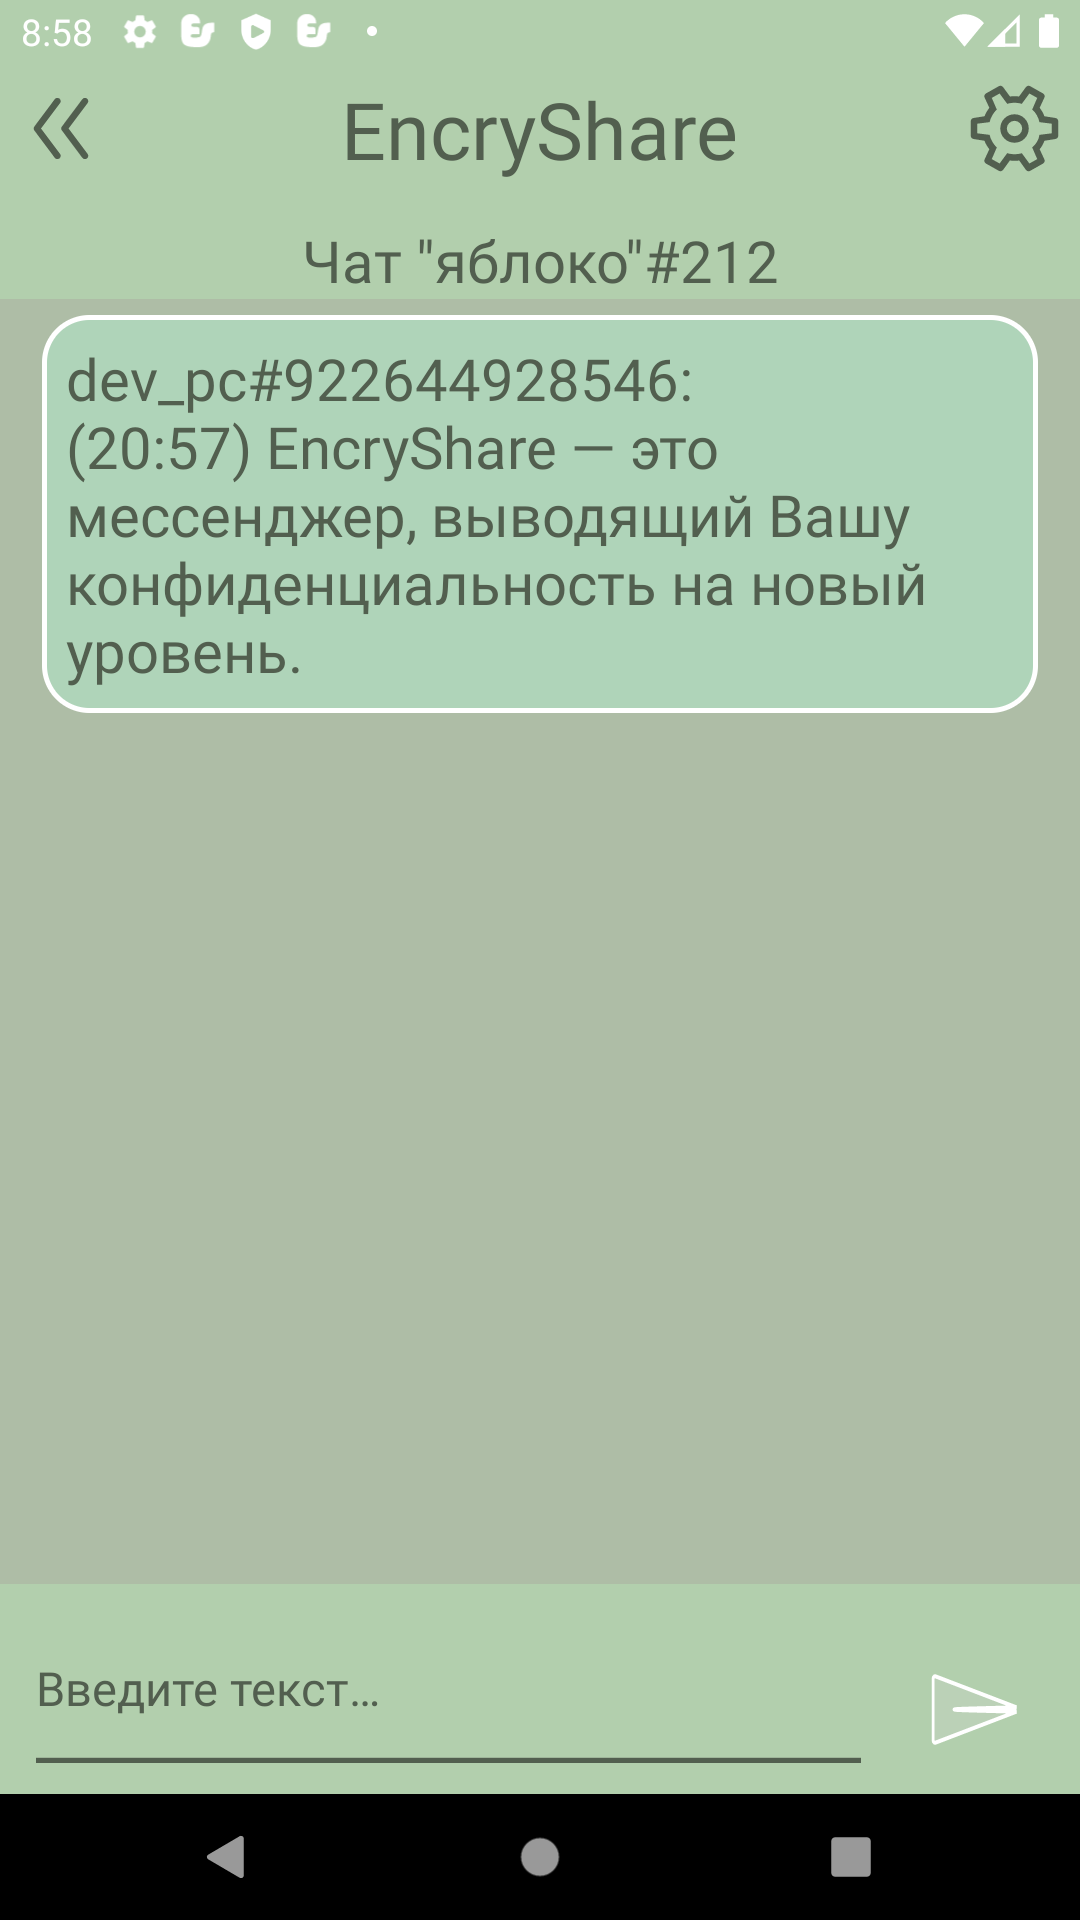 8:58
EncryShare
Чат "яблоко"#212
dev_pc#922644928546:
(20:57) EncryShare — это
мессенджер, выводящий Вашу
конфиденциальность на новый
уровень.
Введите текст…